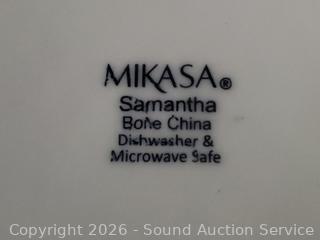 MIKASA®
Samantha
Bone China
Dishwasher &
Microwave Safe
Copyright 2026 - Sound Auction Service